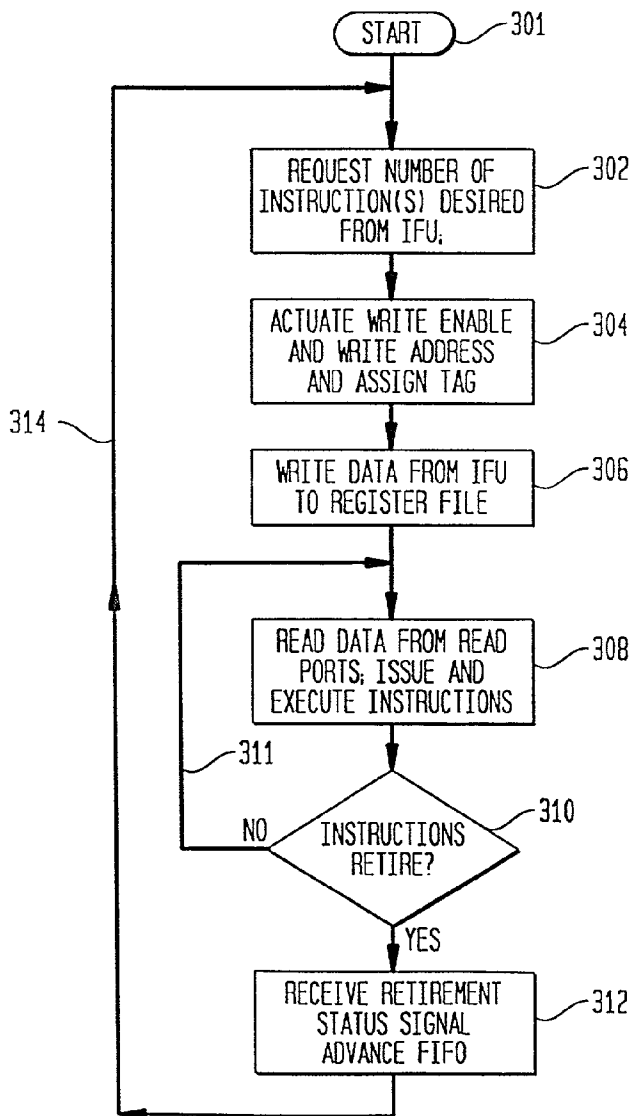 START
301
REQUEST NUMBER OF
INSTRUCTION(S) DESIRED
FROM IFU;
302
ACTUATE WRITE ENABLE
AND WRITE ADDRESS
AND ASSIGN TAG
304
314
WRITE DATA FROM IFU
TO REGISTER FILE
306
READ DATA FROM READ
PORTS; ISSUE AND
EXECUTE INSTRUCTIONS
308
311
NO
INSTRUCTIONS
RETIRE?
310
YES
RECEIVE RETIREMENT
STATUS SIGNAL
ADVANCE FIFO
312